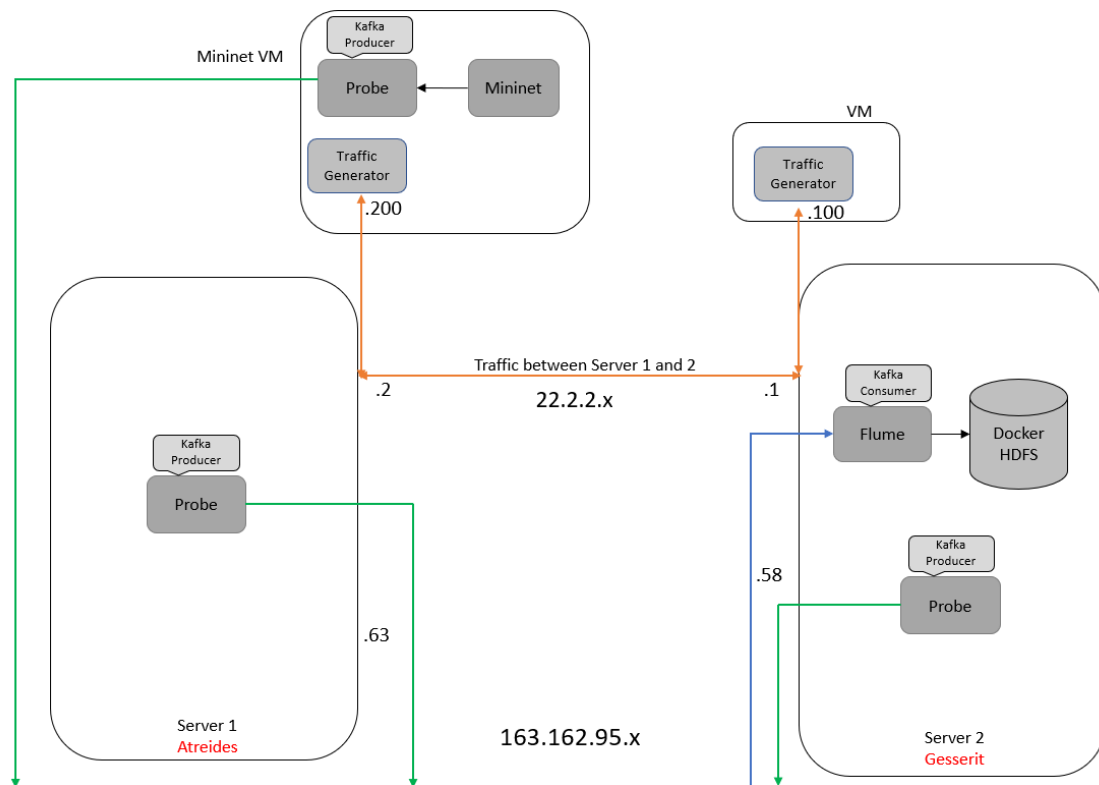 Kafka
Producer
Mininet VM
Probe
Mininet
VM
Traffic
Generator
Traffic
Generator
.200
.100
Traffic between Server 1 and 2
.2
.1
22.2.2.x
Kafka
Consumer
Flume
Docker
HDFS
Kafka
Producer
Probe
Kafka
Producer
.58
Probe
.63
Server 1
Atreides
163.162.95.x
Server 2
Gesserit